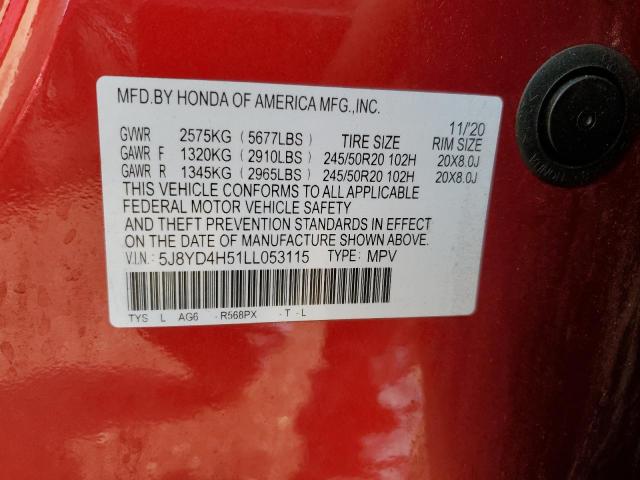 MFD.BY HONDA OF AMERICA MFG.,INC.
11/'20
GVWR 2575KG (5677LBS) TIRE SIZE RIM SIZE
GAWR F 1320KG (2910LBS) 245/50R20 102H 20X8.0J
GAWR R 1345KG (2965LBS) 245/50R20 102H 20X8.0J
THIS VEHICLE CONFORMS TO ALL APPLICABLE
FEDERAL MOTOR VEHICLE SAFETY
AND THEFT PREVENTION STANDARDS IN EFFECT
ON THE DATE OF MANUFACTURE SHOWN ABOVE.
V.I.N.: 5J8YD4H51LL053115 TYPE: MPV
TYS L AG6 -R568PX -T -L